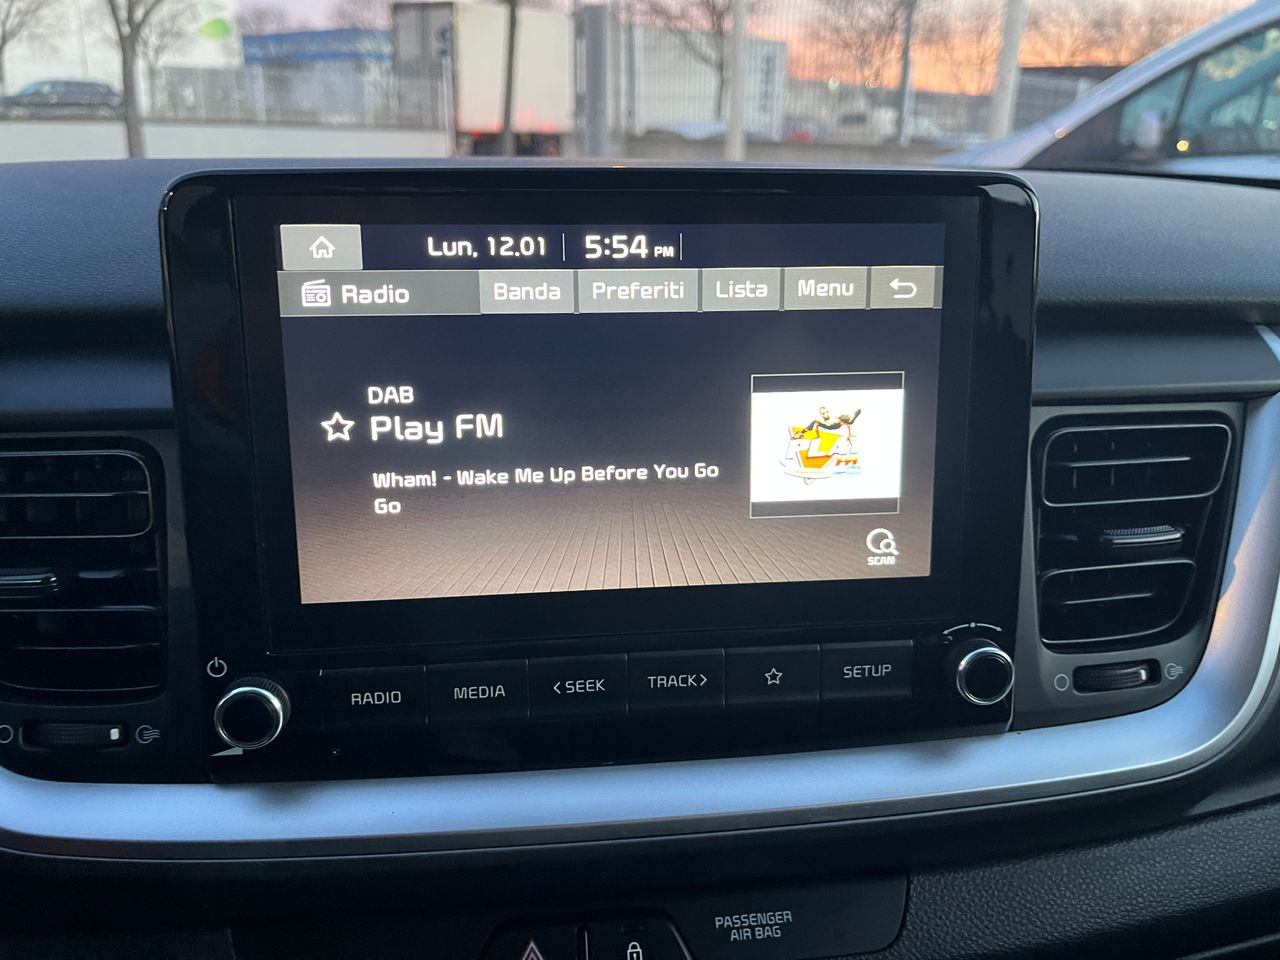 Lun, 12.01 5:54 PM
Radio Banda Preferiti Lista Menu
DAB
Play FM
Wham! - Wake Me Up Before You Go
Go
PLAY
SCAN
RADIO MEDIA <SEEK TRACK> SETUP
PASSENGER
AIR BAG